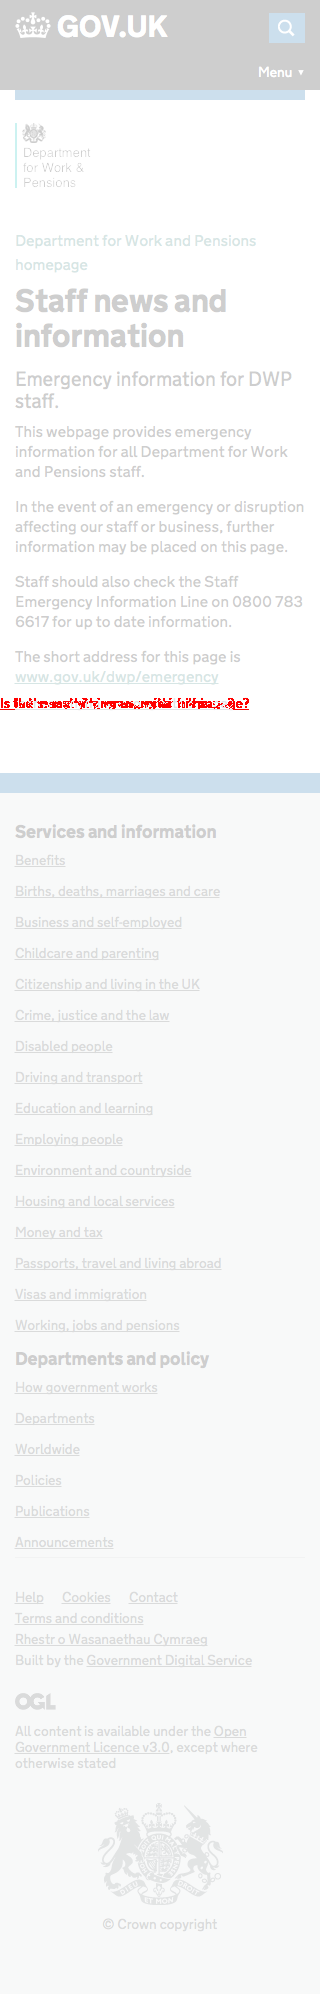 GOV.UK
Menu ▼
Department
for Work &
Pensions
Department for Work and Pensions
homepage
Staff news and
information
Emergency information for DWP
staff.
This webpage provides emergency
information for all Department for Work
and Pensions staff.
In the event of an emergency or disruption
affecting our staff or business, further
information may be placed on this page.
Staff should also check the Staff
Emergency Information Line on 0800 783
6617 for up to date information.
The short address for this page is
www.gov.uk/dwp/emergency
Services and information
Benefits
Births, deaths, marriages and care
Business and self-employed
Childcare and parenting
Citizenship and living in the UK
Crime, justice and the law
Disabled people
Driving and transport
Education and learning
Employing people
Environment and countryside
Housing and local services
Money and tax
Passports, travel and living abroad
Visas and immigration
Working, jobs and pensions
Departments and policy
How government works
Departments
Worldwide
Policies
Publications
Announcements
Help Cookies Contact
Terms and conditions
Rhestr o Wasanaethau Cymraeg
Built by the Government Digital Service
OGL
All content is available under the Open
Government Licence v3.0, except where
otherwise stated
© Crown copyright